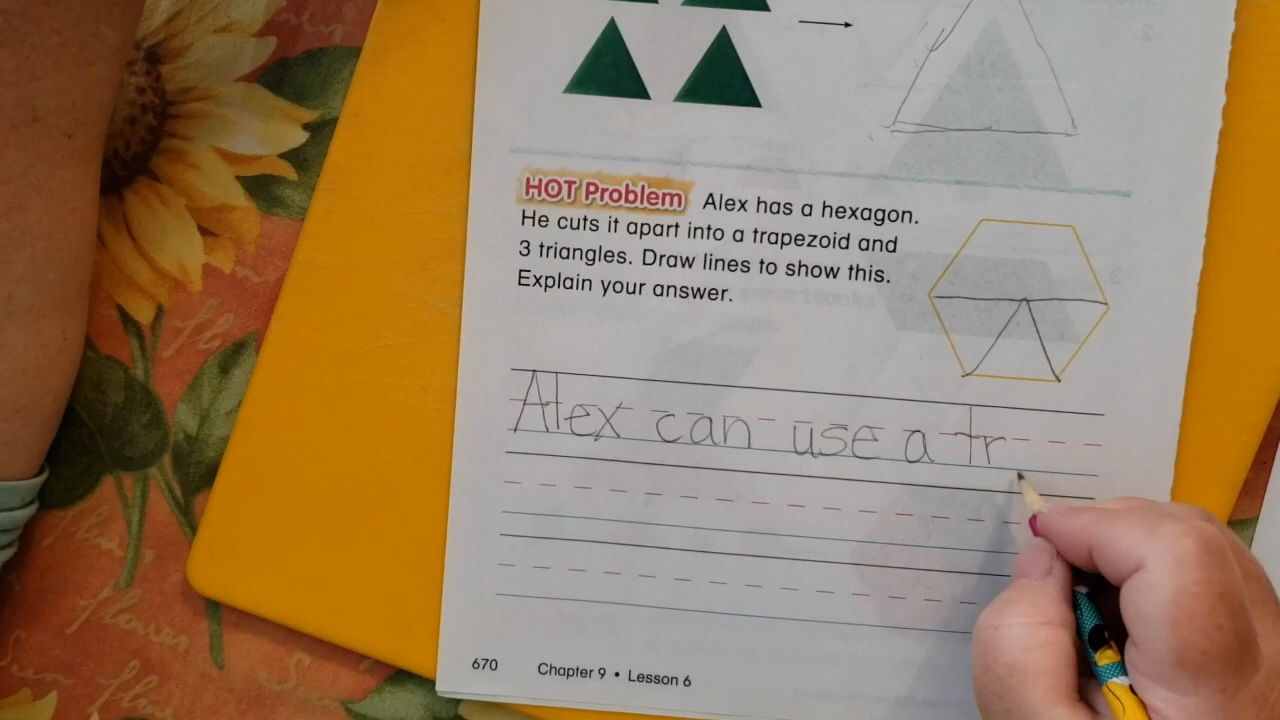 HOT Problem Alex has a hexagon.
He cuts it apart into a trapezoid and
3 triangles. Draw lines to show this.
Explain your answer.
Alex can use a tr
670 Chapter 9 • Lesson 6